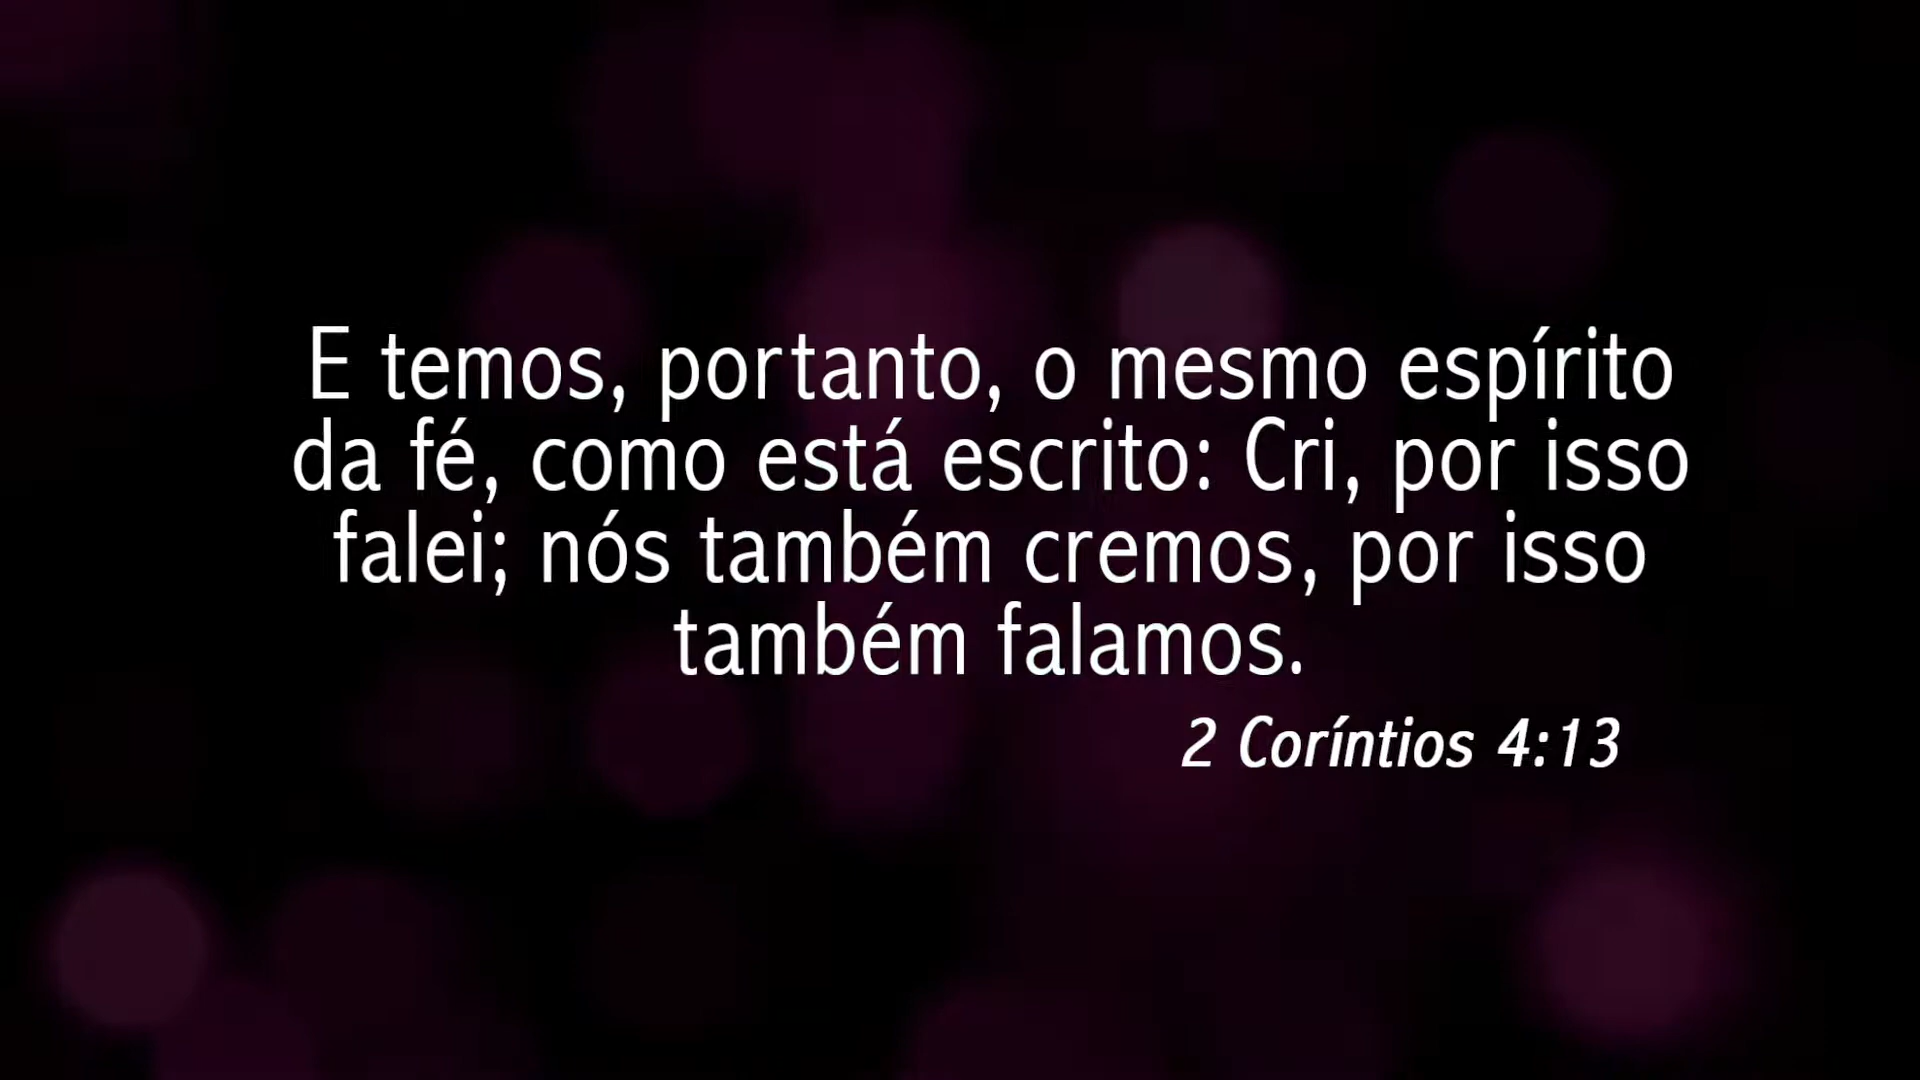 E temos, portanto, o mesmo espírito
da fé, como está escrito: Cri, por isso
falei; nós também cremos, por isso
também falamos.
2 Coríntios 4:13